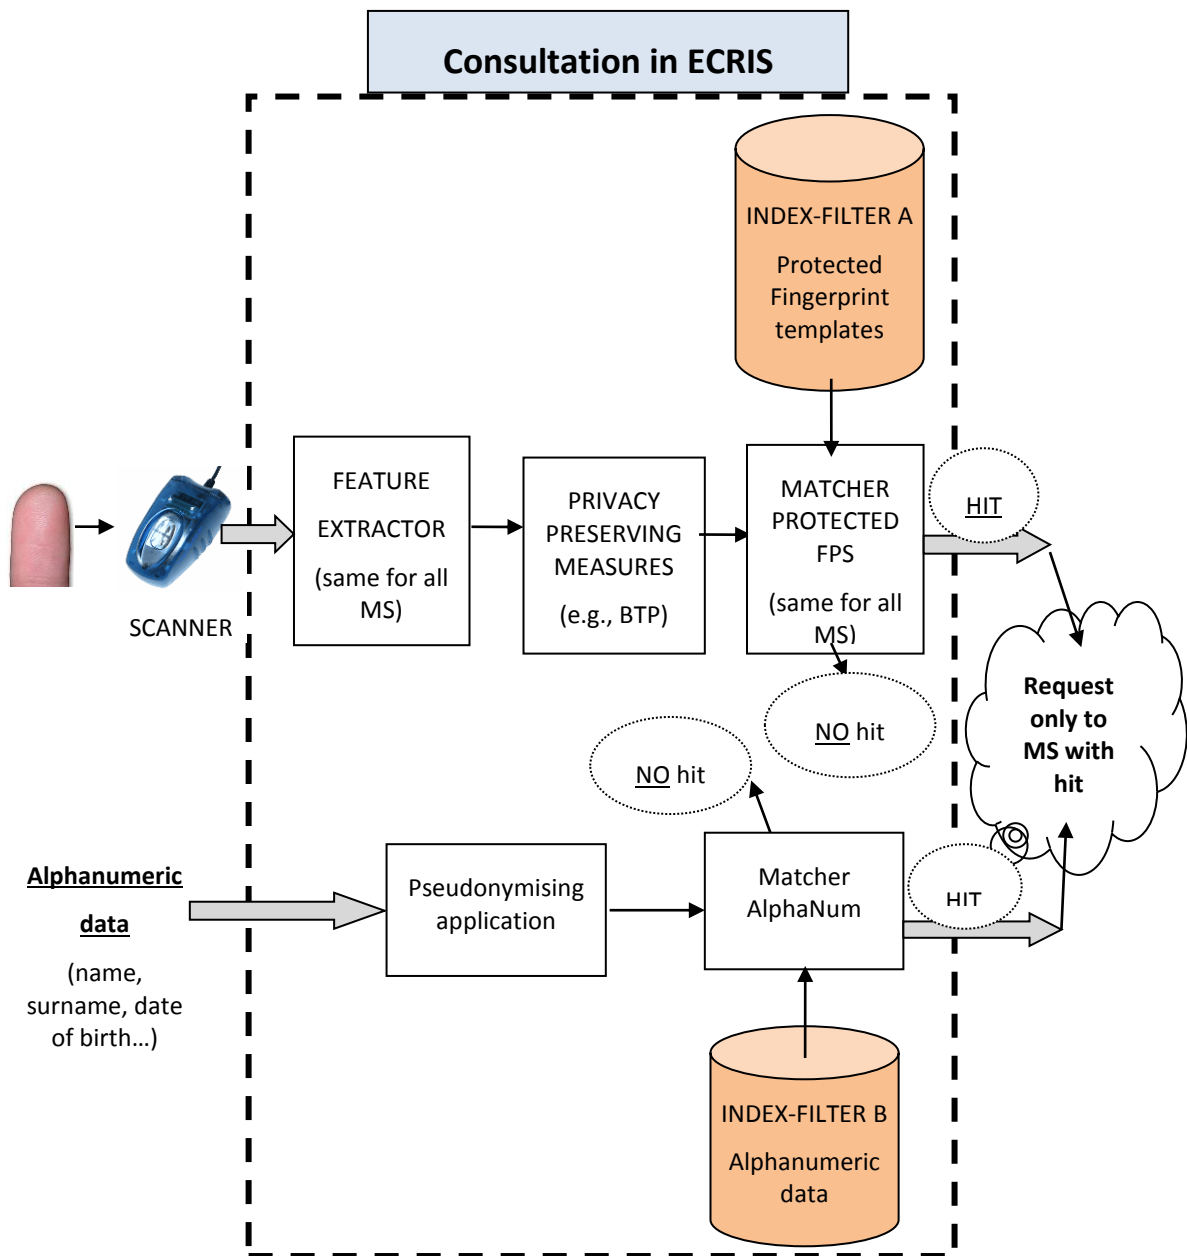 Consultation in ECRIS
INDEX-FILTER A
Protected
Fingerprint
templates
FEATURE
EXTRACTOR
(same for all
MS)
PRIVACY
PRESERVING
MEASURES
(e.g., BTP)
MATCHER
PROTECTED
FPS
(same for all
MS)
HIT
SCANNER
NO hit
Request
only to
MS with
hit
NO hit
Alphanumeric
data
(name,
surname, date
of birth…)
Pseudonymising
application
Matcher
AlphaNum
HIT
INDEX-FILTER B
Alphanumeric
data